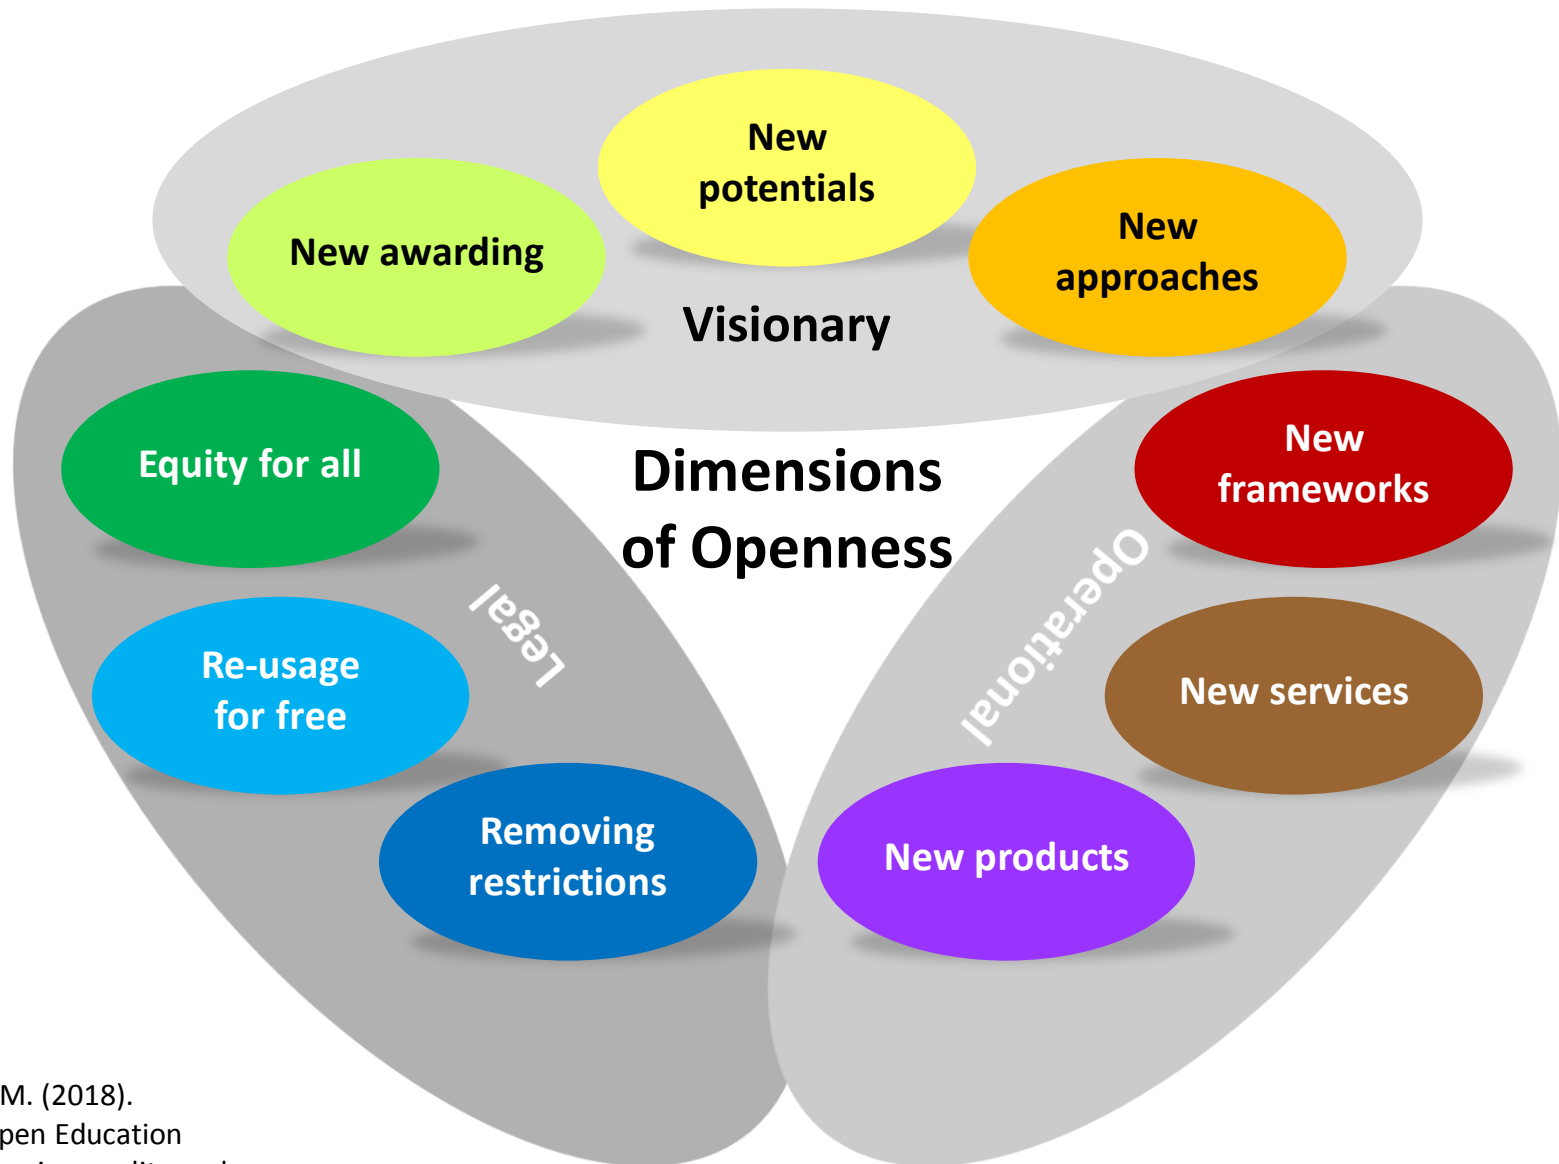 New
potentials
New awarding
New
approaches
Visionary
Equity for all
Dimensions
of Openness
New
frameworks
Legal
Operational
Re-usage
for free
New services
Removing
restrictions
New products
M. (2018).
pen Education